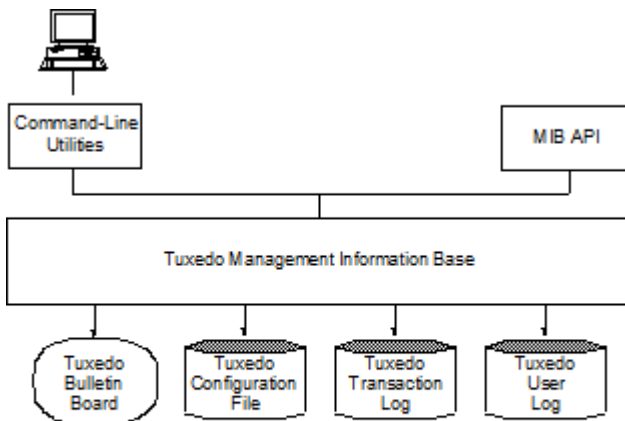 Command-Line
Utilities
MIB API
Tuxedo Management Information Base
Tuxedo
Bulletin
Board
Tuxedo
Configuration
File
Tuxedo
Transaction
Log
Tuxedo
User
Log